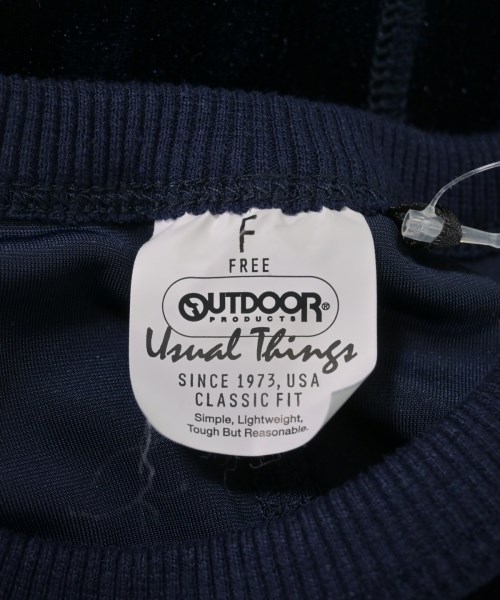 F
FREE
OUTDOOR®
PRODUCTS
Usual Things
SINCE 1973, USA
CLASSIC FIT
Simple, Lightweight,
Tough But Reasonable.